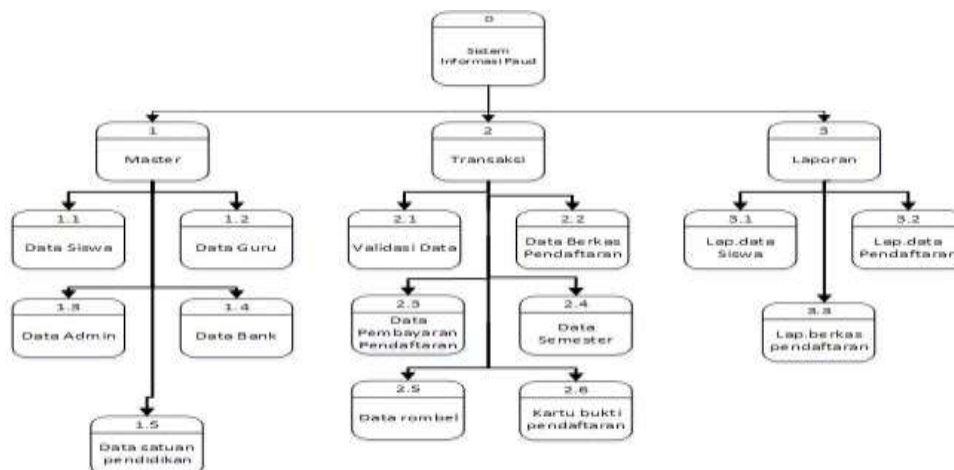 0
Sistem
Informasi Paud
1
Master
2
Transaksi
3
Laporan
1.1
Data Siswa
1.2
Data Guru
2.1
Validasi Data
2.2
Data Berkas
Pendaftaran
3.1
Lap.data
Siswa
3.2
Lap.data
Pendaftaran
1.3
Data Admin
1.4
Data Bank
2.3
Data
Pembayaran
Pendaftaran
2.4
Data
Semester
3.3
Lap.berkas
pendaftaran
2.5
Data rombel
2.6
Kartu bukti
pendaftaran
1.5
Data satuan
pendidikan